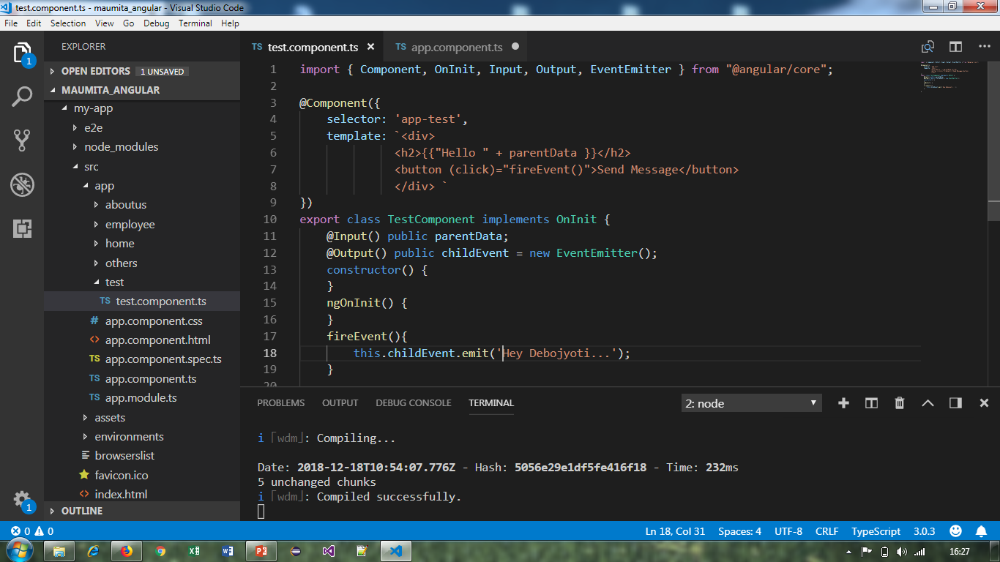 test.component.ts - maumita_angular - Visual Studio Code
File Edit Selection View Go Debug Terminal Help
1
EXPLORER
OPEN EDITORS 1 UNSAVED
MAUMITA_ANGULAR
my-app
e2e
node_modules
src
app
aboutus
employee
home
others
test
TS test.component.ts
# app.component.css
<> app.component.html
TS app.component.spec.ts
TS app.component.ts
TS app.module.ts
assets
environments
browserslist
favicon.ico
<> index.html
OUTLINE
1
TS test.component.ts × TS app.component.ts
1 import { Component, OnInit, Input, Output, EventEmitter } from "@angular/core";
2
3 @Component({
4 selector: 'app-test',
5 template: `<div>
6 <h2>{{"Hello " + parentData }}</h2>
7 <button (click)="fireEvent()">Send Message</button>
8 </div> `
9 })
10 export class TestComponent implements OnInit {
11 @Input() public parentData;
12 @Output() public childEvent = new EventEmitter();
13 constructor() {
14 }
15 ngOnInit() {
16 }
17 fireEvent(){
18 this.childEvent.emit('Hey Debojyoti...');
19 }
20
PROBLEMS OUTPUT DEBUG CONSOLE TERMINAL 2: node
i ｢wdm｣: Compiling...
Date: 2018-12-18T10:54:07.776Z - Hash: 5056e29e1df5fe416f18 - Time: 232ms
5 unchanged chunks
i ｢wdm｣: Compiled successfully.
0 0 Ln 18, Col 31 Spaces: 4 UTF-8 CRLF TypeScript 3.0.3
16:27